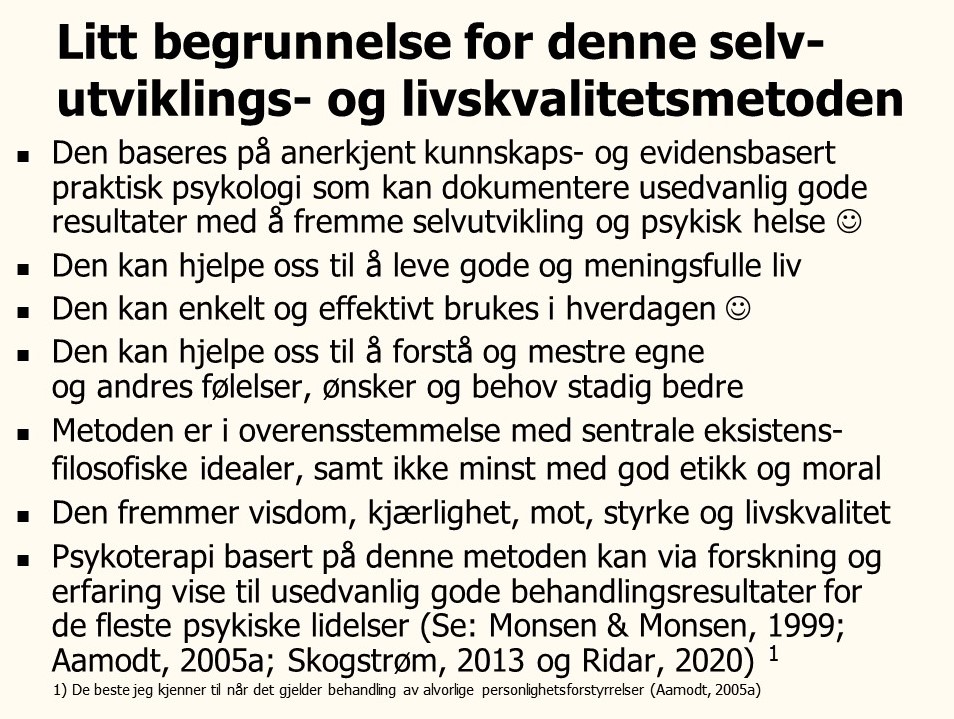 Litt begrunnelse for denne selv-
utviklings- og livskvalitetsmetoden
■ Den baseres på anerkjent kunnskaps- og evidensbasert
praktisk psykologi som kan dokumentere usedvanlig gode
resultater med å fremme selvutvikling og psykisk helse ☺
■ Den kan hjelpe oss til å leve gode og meningsfulle liv
■ Den kan enkelt og effektivt brukes i hverdagen ☺
■ Den kan hjelpe oss til å forstå og mestre egne
og andres følelser, ønsker og behov stadig bedre
■ Metoden er i overensstemmelse med sentrale eksistens-
filosofiske idealer, samt ikke minst med god etikk og moral
■ Den fremmer visdom, kjærlighet, mot, styrke og livskvalitet
■ Psykoterapi basert på denne metoden kan via forskning og
erfaring vise til usedvanlig gode behandlingsresultater for
de fleste psykiske lidelser (Se: Monsen & Monsen, 1999;
Aamodt, 2005a; Skogstrøm, 2013 og Ridar, 2020) 1
1) De beste jeg kjenner til når det gjelder behandling av alvorlige personlighetsforstyrrelser (Aamodt, 2005a)